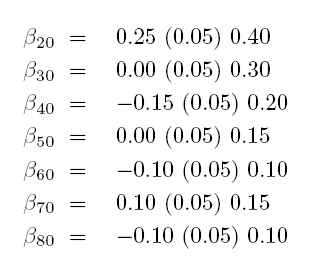 β₂₀ = 0.25 (0.05) 0.40
β₃₀ = 0.00 (0.05) 0.30
β₄₀ = −0.15 (0.05) 0.20
β₅₀ = 0.00 (0.05) 0.15
β₆₀ = −0.10 (0.05) 0.10
β₇₀ = 0.10 (0.05) 0.15
β₈₀ = −0.10 (0.05) 0.10